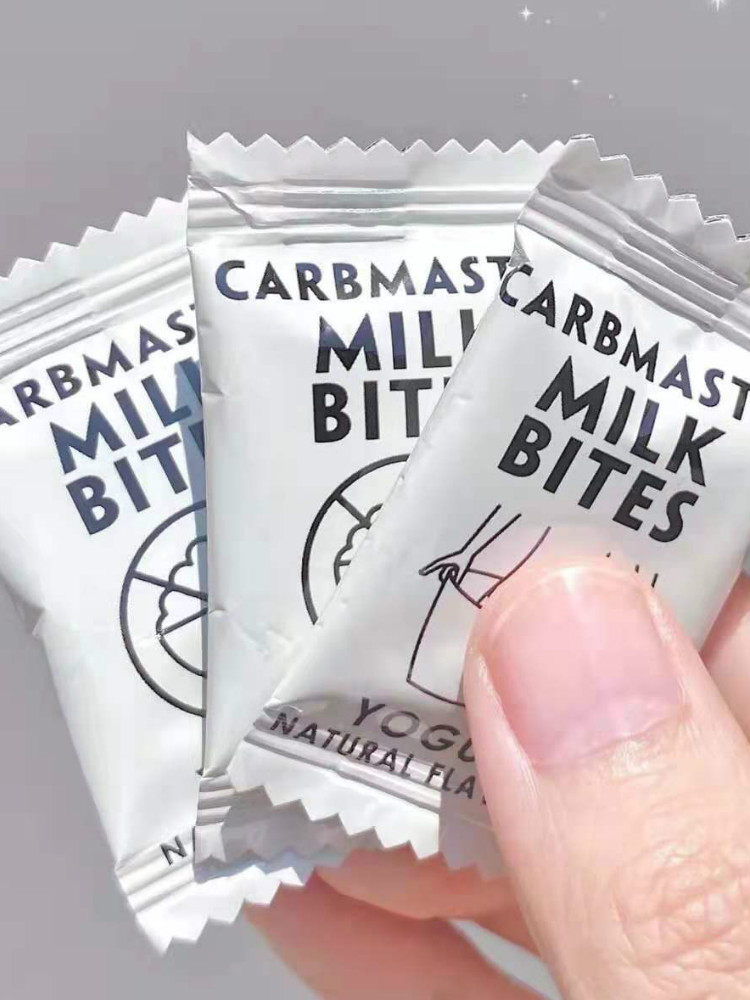 ARBMAS
MIL
BIT
N
CARBMAST
MIL
BIT
CARBMAST
MILK
BITES
YOGU
NATURAL FLA